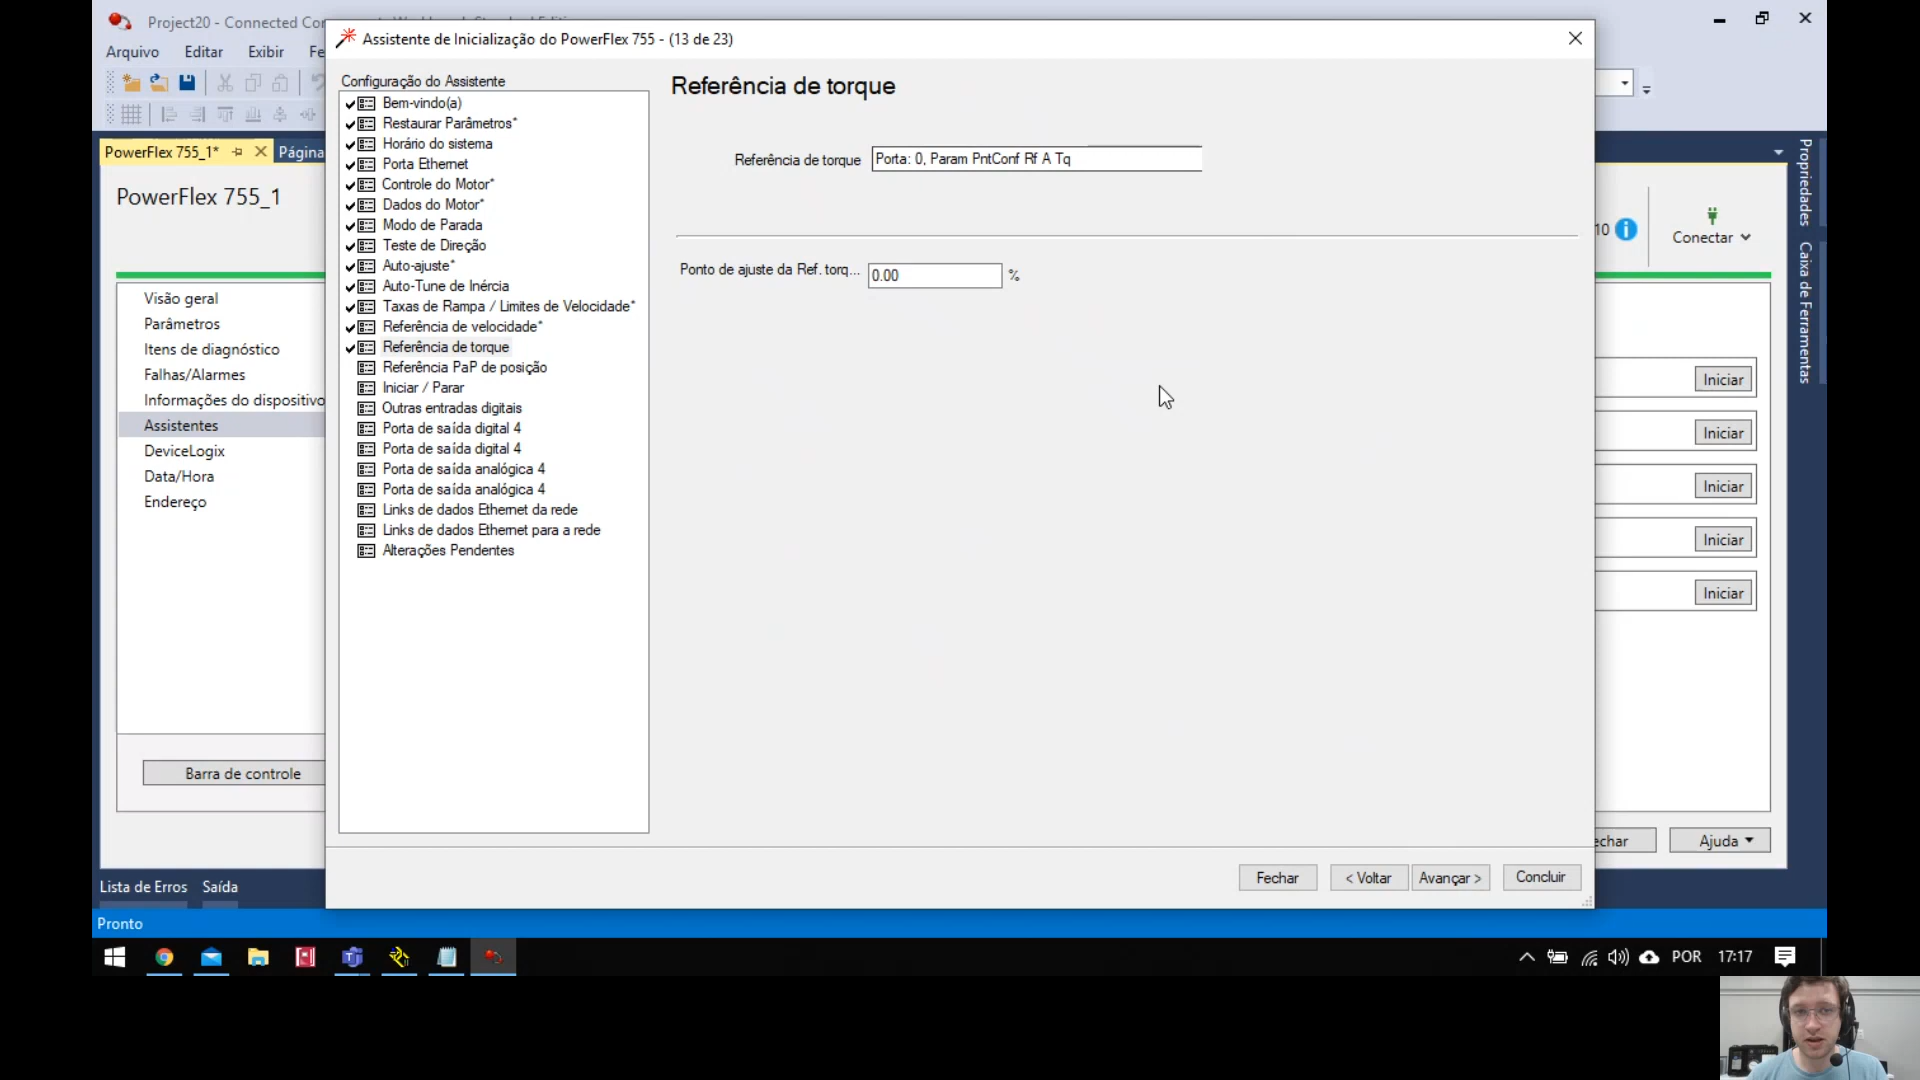 Project20 - Connected Com
Arquivo Editar Exibir Fe
Assistente de Inicialização do PowerFlex 755 - (13 de 23)
Configuração do Assistente
Bem-vindo(a)
Restaurar Parâmetros*
Horário do sistema
Porta Ethernet
Controle do Motor*
Dados do Motor*
Modo de Parada
Teste de Direção
Auto-ajuste*
Auto-Tune de Inércia
Taxas de Rampa / Limites de Velocidade*
Referência de velocidade*
Referência de torque
Referência PaP de posição
Iniciar / Parar
Outras entradas digitais
Porta de saída digital 4
Porta de saída digital 4
Porta de saída analógica 4
Porta de saída analógica 4
Links de dados Ethernet da rede
Links de dados Ethernet para a rede
Alterações Pendentes
Referência de torque
Referência de torque Porta: 0, Param PntConf Rf A Tq
Ponto de ajuste da Ref. torq... 0.00 %
Fechar < Voltar Avançar > Concluir
PowerFlex 755_1* Página
PowerFlex 755_1
Visão geral
Parâmetros
Itens de diagnóstico
Falhas/Alarmes
Informações do dispositivo
Assistentes
DeviceLogix
Data/Hora
Endereço
Barra de controle
10
Conectar
Iniciar
Iniciar
Iniciar
Iniciar
Iniciar
echar Ajuda
Propriedades
Caixa de Ferramentas
Lista de Erros Saída
Pronto
POR 17:17